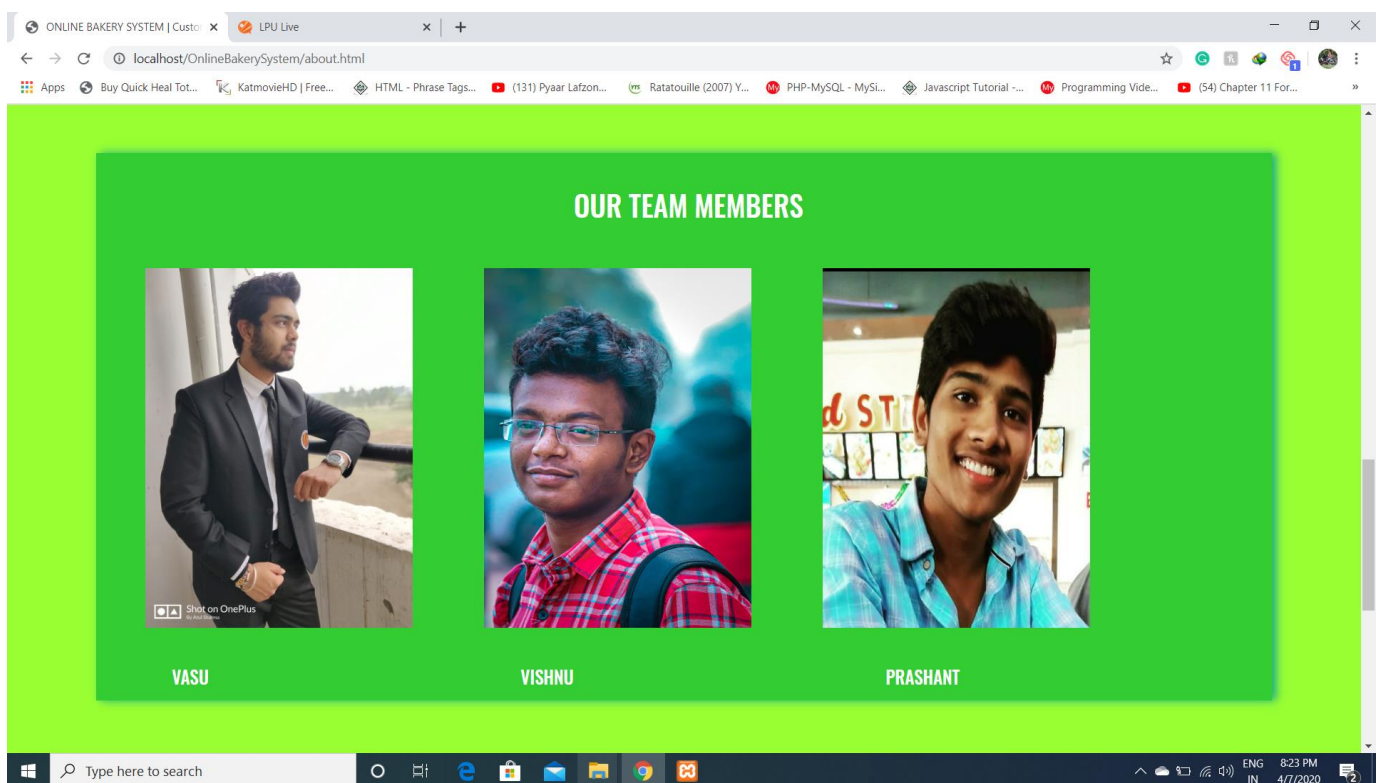 ONLINE BAKERY SYSTEM | Custo
LPU Live
localhost/OnlineBakerySystem/about.html
Apps
Buy Quick Heal Tot...
KatmovieHD | Free...
HTML - Phrase Tags...
(131) Pyaar Lafzon...
Ratatouille (2007) Y...
PHP-MySQL - MySi...
Javascript Tutorial -...
Programming Vide...
(54) Chapter 11 For...
»
OUR TEAM MEMBERS
d ST
Shot on OnePlus
VASU
VISHNU
PRASHANT
Type here to search
ENG
IN
8:23 PM
4/7/2020